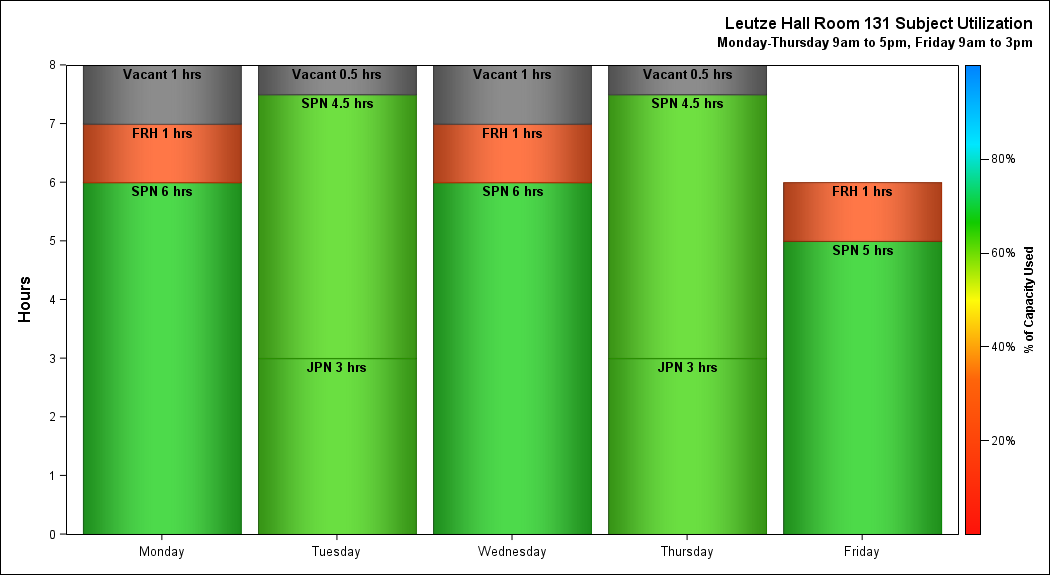 Leutze Hall Room 131 Subject Utilization
Monday-Thursday 9am to 5pm, Friday 9am to 3pm
Hours
8
7
6
5
4
3
2
1
0
Vacant 1 hrs
FRH 1 hrs
SPN 6 hrs
Vacant 0.5 hrs
SPN 4.5 hrs
JPN 3 hrs
Vacant 1 hrs
FRH 1 hrs
SPN 6 hrs
Vacant 0.5 hrs
SPN 4.5 hrs
JPN 3 hrs
FRH 1 hrs
SPN 5 hrs
Monday
Tuesday
Wednesday
Thursday
Friday
80%
60%
40%
20%
% of Capacity Used